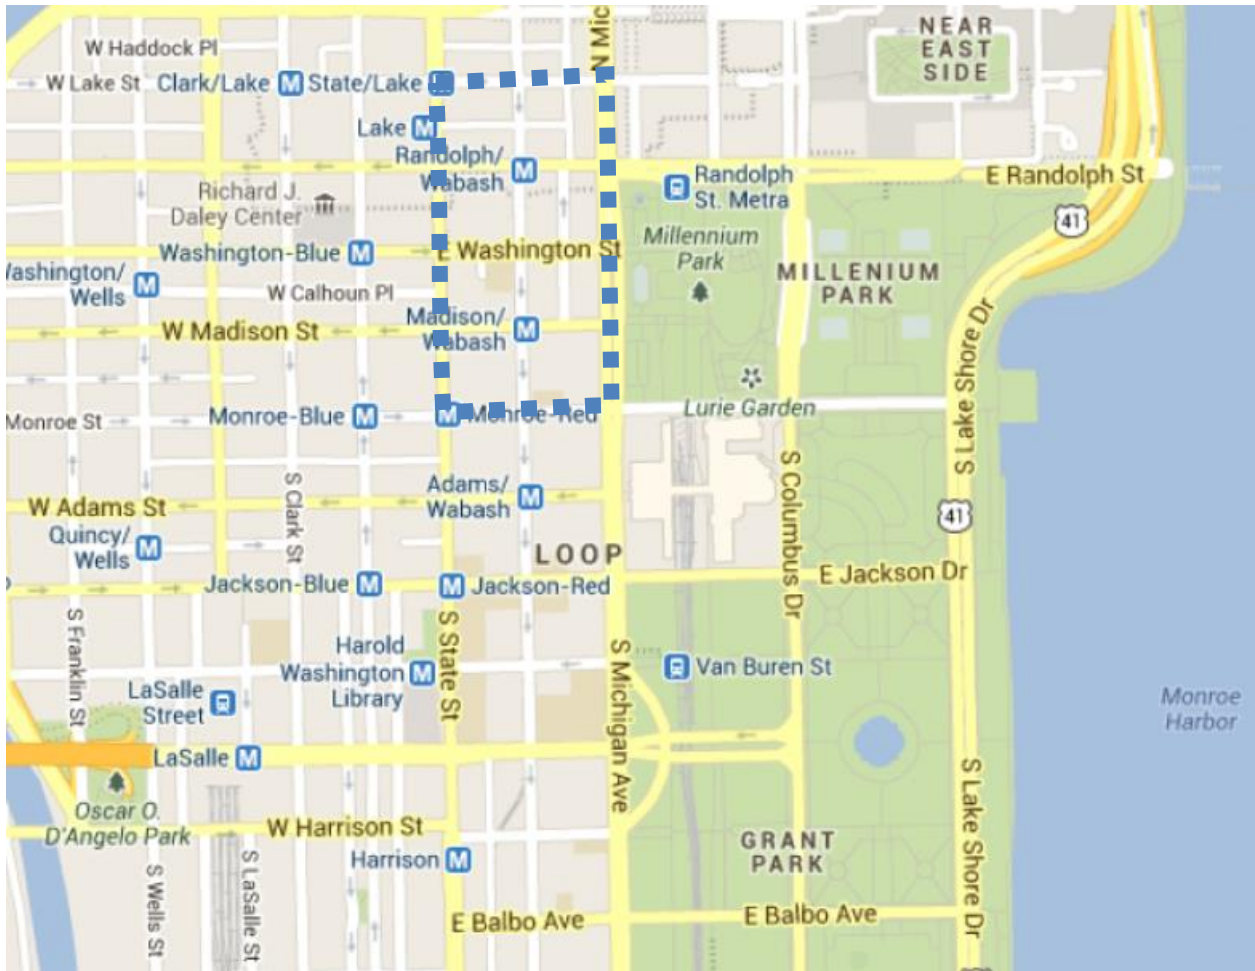 NEAR
EAST
SIDE
N Mic
W Haddock Pl
W Lake St
Clark/Lake
M
State/Lake
Lake
M
Randolph/
Wabash
M
Randolph
St. Metra
E Randolph St
41
Richard J.
Daley Center
Washington-Blue
M
E Washington St
Millennium
Park
MILLENIUM
PARK
Washington/
Wells
M
W Calhoun Pl
W Madison St
Madison/
Wabash
M
S Lake Shore Dr
Lurie Garden
Monroe St
Monroe-Blue
M
M
Monroe-Red
S Clark St
Adams/
Wabash
M
S Columbus Dr
41
W Adams St
Quincy/
Wells
M
LOOP
Jackson-Blue
M
M
Jackson-Red
E Jackson Dr
S Franklin St
S State St
S Michigan Ave
Harold
Washington
Library
M
Van Buren St
LaSalle
Street
Monroe
Harbor
LaSalle
M
Oscar O.
D'Angelo Park
W Harrison St
GRANT
PARK
S Lake Shore Dr
Harrison
M
S Wells St
S LaSalle St
E Balbo Ave
E Balbo Ave